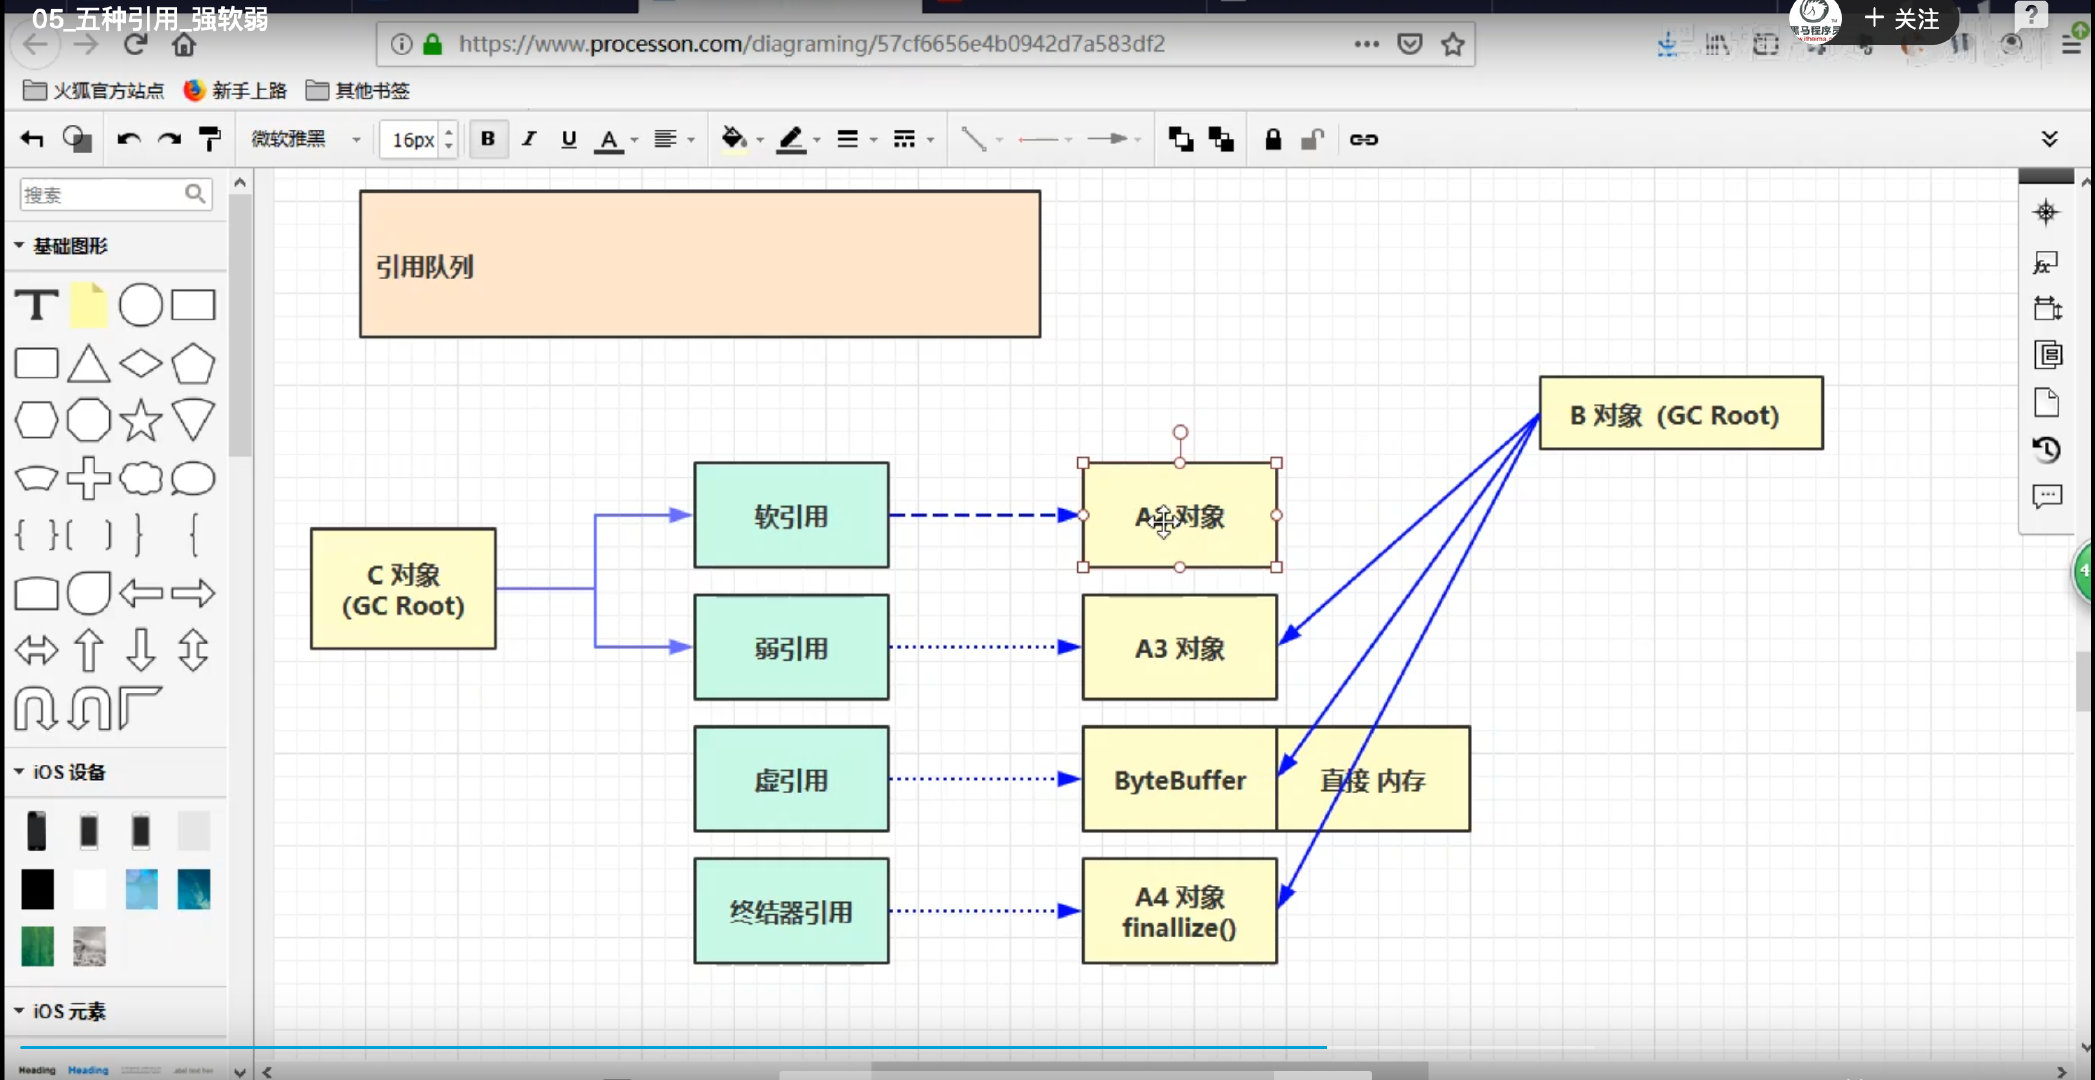 05_五种引用_强软弱
+ 关注
https://www.processon.com/diagraming/57cf6656e4b0942d7a583df2
火狐官方站点
新手上路
其他书签
微软雅黑
16px
B I U A
搜索
基础图形
引用队列
B 对象 (GC Root)
软引用
C 对象
(GC Root)
弱引用
A3 对象
虚引用
ByteBuffer
直接 内存
终结器引用
A4 对象
finallize()
iOS 设备
iOS 元素
Heading
Heading